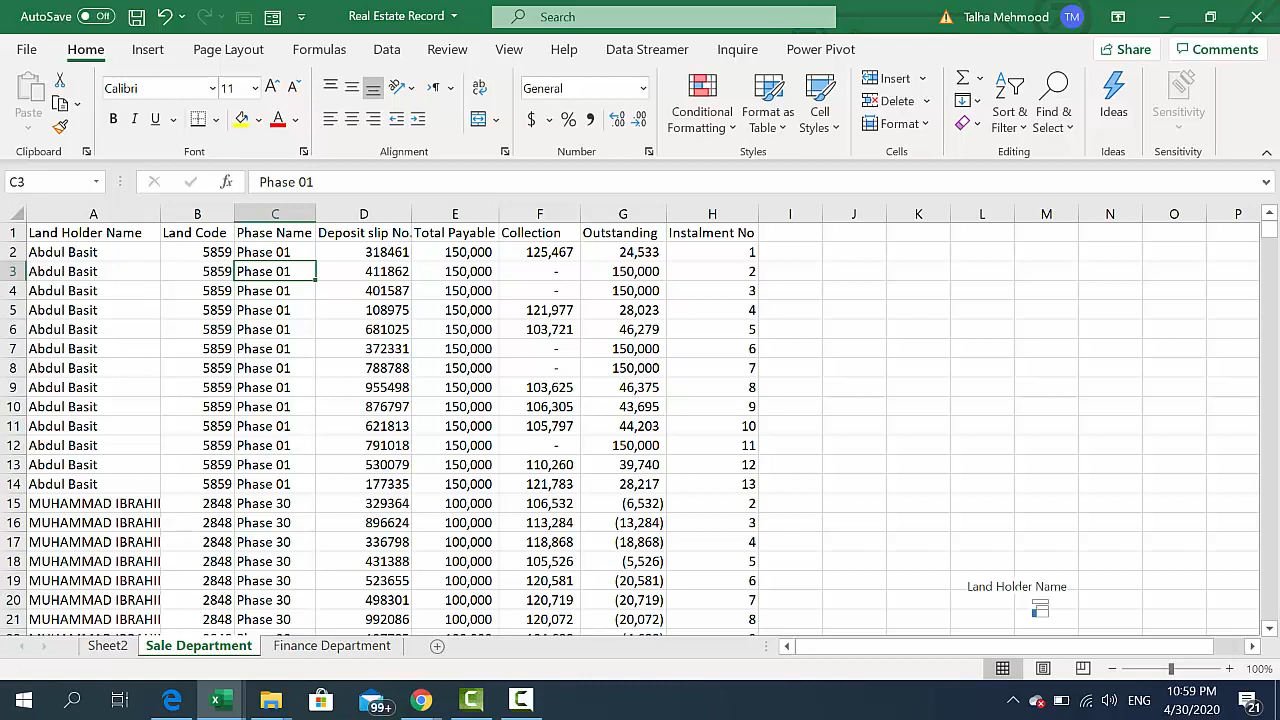 AutoSave Off Real Estate Record Search Talha Mehmood TM
File Home Insert Page Layout Formulas Data Review View Help Data Streamer Inquire Power Pivot Share Comments
Paste Calibri 11 General Conditional Formatting Format as Table Cell Styles Insert Delete Format Sort & Filter Find & Select Ideas Sensitivity
Clipboard Font Alignment Number Styles Cells Editing Ideas Sensitivity
C3 fx Phase 01
A B C D E F G H I J K L M N O P
1 Land Holder Name Land Code Phase Name Deposit slip No. Total Payable Collection Outstanding Instalment No
2 Abdul Basit 5859 Phase 01 318461 150,000 125,467 24,533 1
3 Abdul Basit 5859 Phase 01 411862 150,000 - 150,000 2
4 Abdul Basit 5859 Phase 01 401587 150,000 - 150,000 3
5 Abdul Basit 5859 Phase 01 108975 150,000 121,977 28,023 4
6 Abdul Basit 5859 Phase 01 681025 150,000 103,721 46,279 5
7 Abdul Basit 5859 Phase 01 372331 150,000 - 150,000 6
8 Abdul Basit 5859 Phase 01 788788 150,000 - 150,000 7
9 Abdul Basit 5859 Phase 01 955498 150,000 103,625 46,375 8
10 Abdul Basit 5859 Phase 01 876797 150,000 106,305 43,695 9
11 Abdul Basit 5859 Phase 01 621813 150,000 105,797 44,203 10
12 Abdul Basit 5859 Phase 01 791018 150,000 - 150,000 11
13 Abdul Basit 5859 Phase 01 530079 150,000 110,260 39,740 12
14 Abdul Basit 5859 Phase 01 177335 150,000 121,783 28,217 13
15 MUHAMMAD IBRAHI 2848 Phase 30 329364 100,000 106,532 (6,532) 2
16 MUHAMMAD IBRAHI 2848 Phase 30 896624 100,000 113,284 (13,284) 3
17 MUHAMMAD IBRAHI 2848 Phase 30 336798 100,000 118,868 (18,868) 4
18 MUHAMMAD IBRAHI 2848 Phase 30 431388 100,000 105,526 (5,526) 5
19 MUHAMMAD IBRAHI 2848 Phase 30 523655 100,000 120,581 (20,581) 6
Land Holder Name
20 MUHAMMAD IBRAHI 2848 Phase 30 498301 100,000 120,719 (20,719) 7
21 MUHAMMAD IBRAHI 2848 Phase 30 992086 100,000 120,072 (20,072) 8
Sheet2 Sale Department Finance Department
100%
99+ ENG 10:59 PM
4/30/2020 21